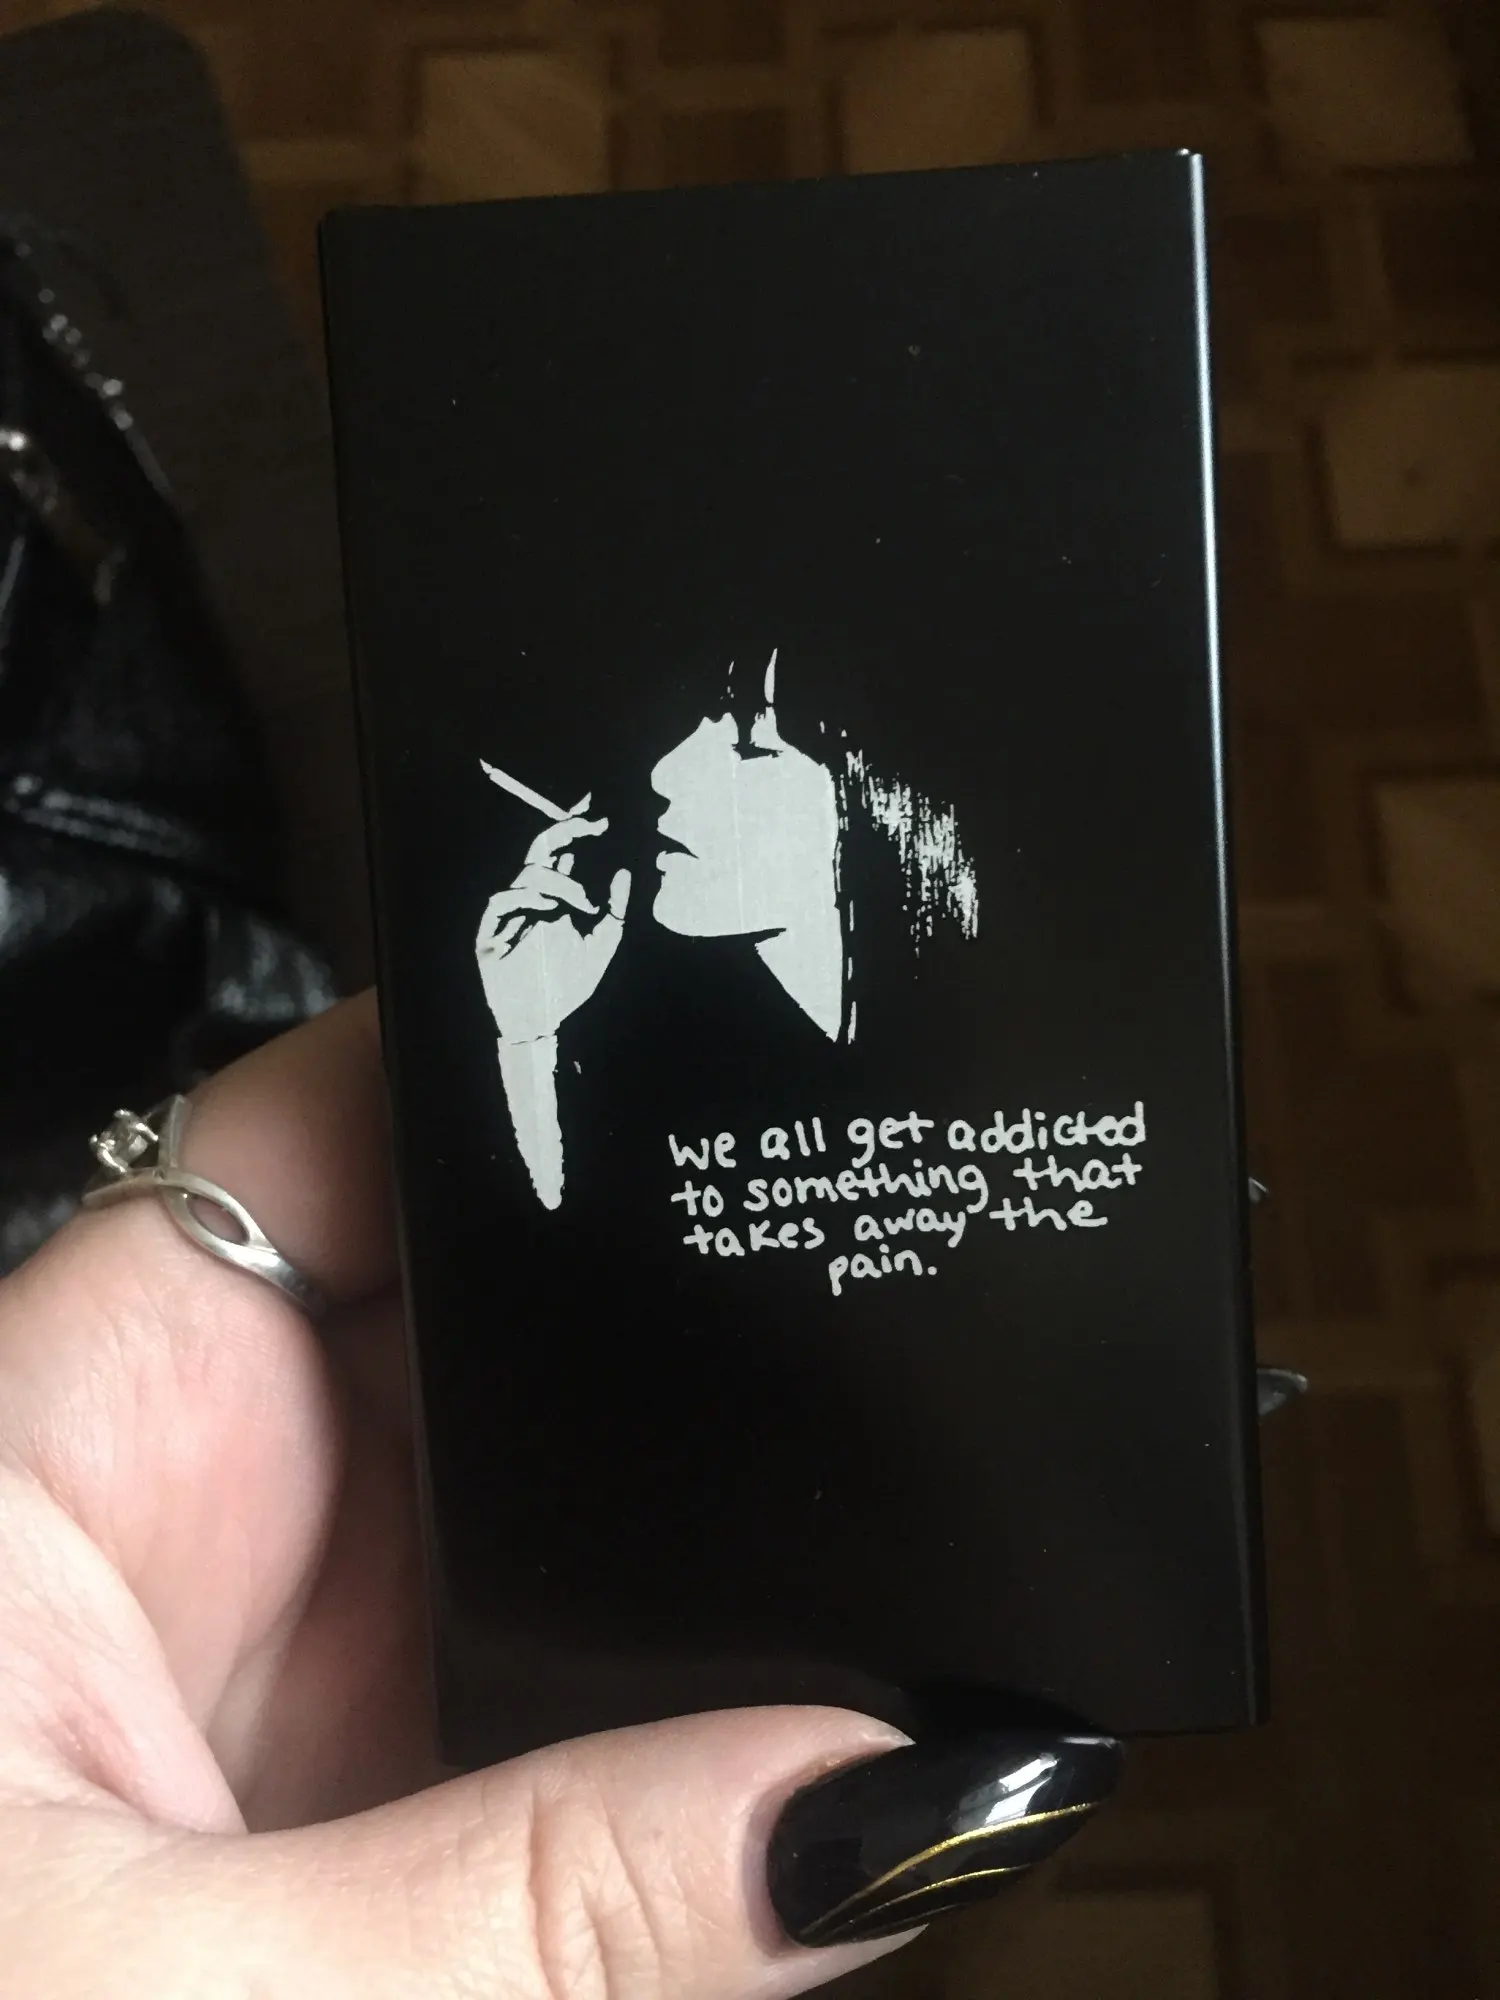 we all get addicted
to something that
takes away the
pain.